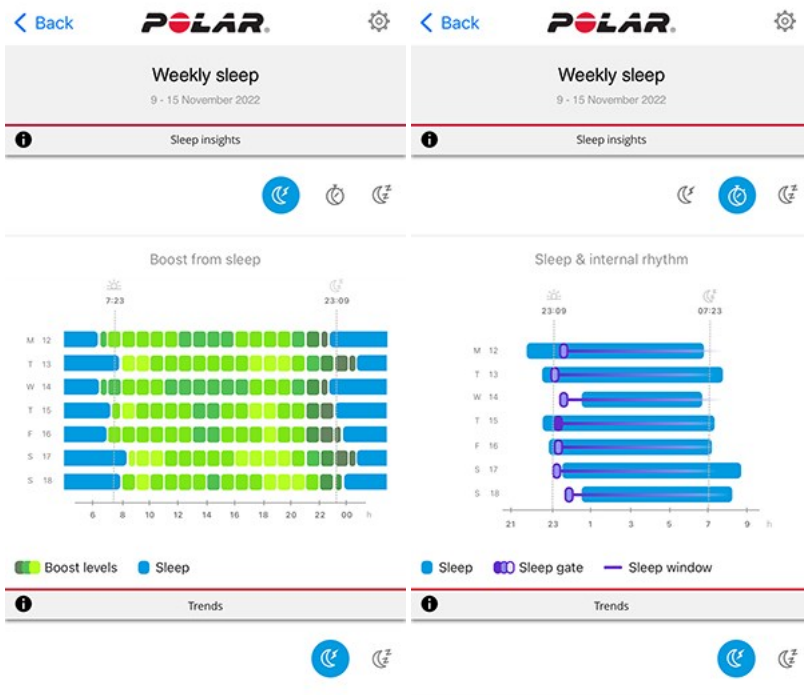 Back
POLAR.
Weekly sleep
9 - 15 November 2022
Sleep insights
Boost from sleep
7:23 23:09
M 12
T 13
W 14
T 15
F 16
S 17
S 18
6 8 10 12 14 16 18 20 22 00 h
Boost levels Sleep
Trends
Back
POLAR.
Weekly sleep
9 - 15 November 2022
Sleep insights
Sleep & internal rhythm
23:09 07:23
M 12
T 13
W 14
T 15
F 16
S 17
S 18
21 23 1 3 5 7 9 h
Sleep Sleep gate Sleep window
Trends